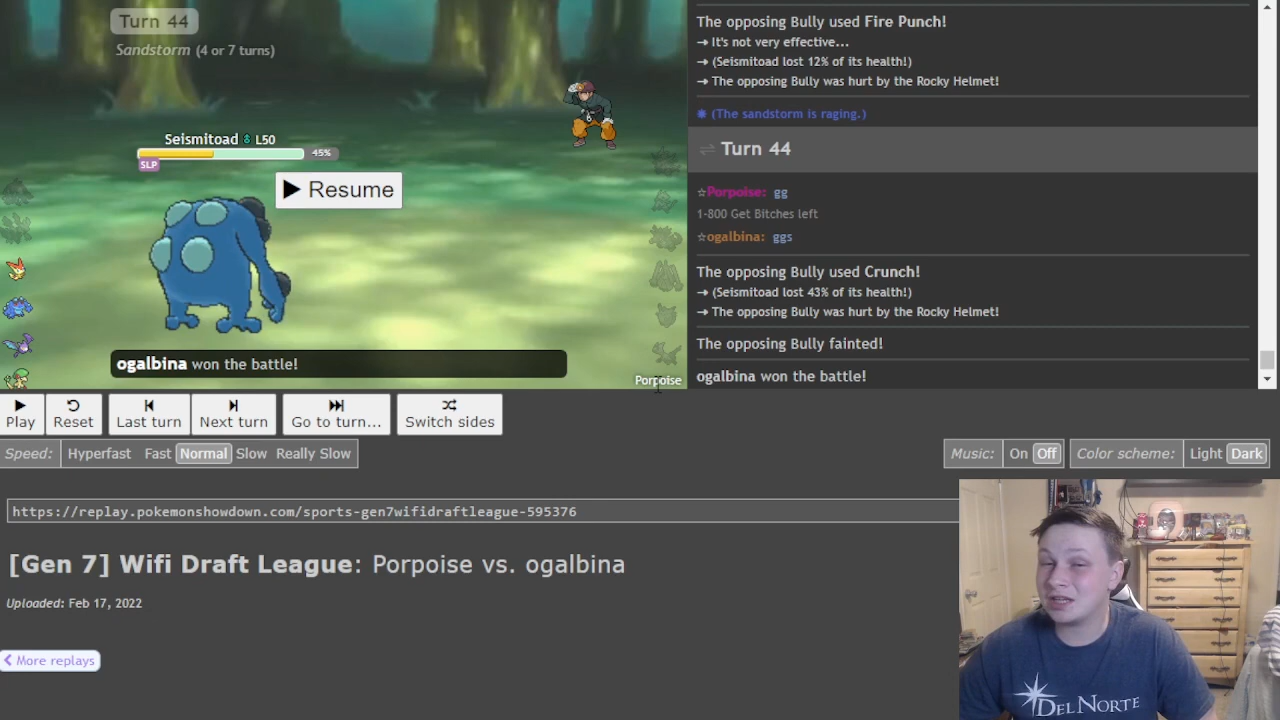 Turn 44
Sandstorm (4 or 7 turns)
Seismitoad L50
45%
SLP
Resume
ogalbina won the battle!
Porpoise
The opposing Bully used Fire Punch!
→ It's not very effective...
→ (Seismitoad lost 12% of its health!)
→ The opposing Bully was hurt by the Rocky Helmet!
(The sandstorm is raging.)
Turn 44
☆Porpoise: gg
1-800 Get Bitches left
☆ogalbina: ggs
The opposing Bully used Crunch!
→ (Seismitoad lost 43% of its health!)
→ The opposing Bully was hurt by the Rocky Helmet!
The opposing Bully fainted!
ogalbina won the battle!
Play Reset Last turn Next turn Go to turn... Switch sides
Speed: Hyperfast Fast Normal Slow Really Slow Music: On Off Color scheme: Light Dark
https://replay.pokemonshowdown.com/sports-gen7wifidraftleague-595376
[Gen 7] Wifi Draft League: Porpoise vs. ogalbina
Uploaded: Feb 17, 2022
More replays
DEL NORTE